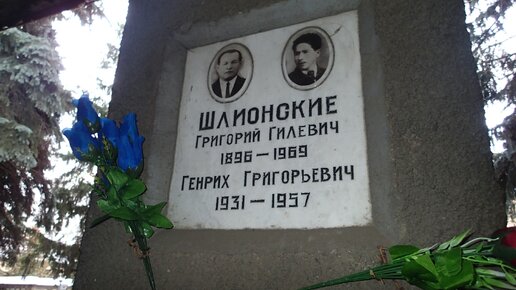 Шлионские
Григорий Гилевич
1896 — 1969
Генрих Григорьевич
1931 — 1957